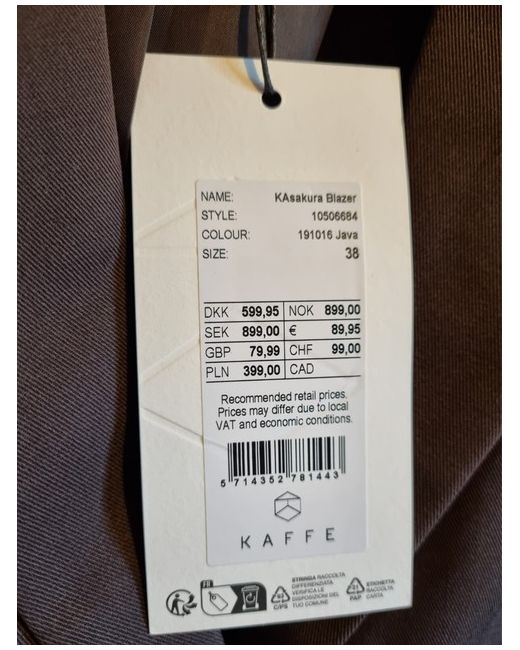 NAME: KAsakura Blazer
STYLE: 10506684
COLOUR: 191016 Java
SIZE: 38
DKK 599,95 NOK 899,00
SEK 899,00 € 89,95
GBP 79,99 CHF 99,00
PLN 399,00 CAD
Recommended retail prices.
Prices may differ due to local
VAT and economic conditions.
5 714352 781443
KAFFE
FR
STRINGA RACCOLTA
DIFFERENZIATA.
VERIFICA LE
DISPOSIZIONI DEL
TUO COMUNE
C/PS
ETICHETTA
RACCOLTA
CARTA
21
PAP